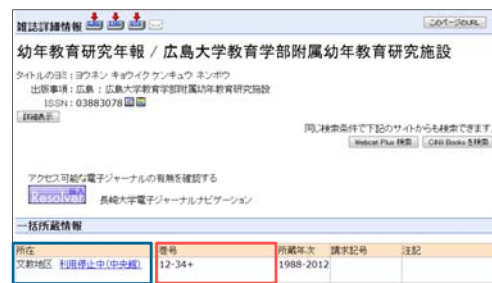 雑誌詳細情報
このページのURL
幼年教育研究年報 / 広島大学教育学部附属幼年教育研究施設
タイトルのヨミ : ヨウネン キョウイク ケンキュウ ネンポウ
出版事項 : 広島 : 広島大学教育学部附属幼年教育研究施設
ISSN : 03883078
詳細表示
同じ検索条件で下記のサイトからも検索できます。
Webcat Plus 検索 CiNii Books を検索
アクセス可能な電子ジャーナルの有無を確認する
Resolver 長崎大学電子ジャーナルナビゲーション
一括所蔵情報
所在 巻号 所蔵年次 請求記号 注記
文教地区 利用停止中(中央館) 12-34+ 1988-2012